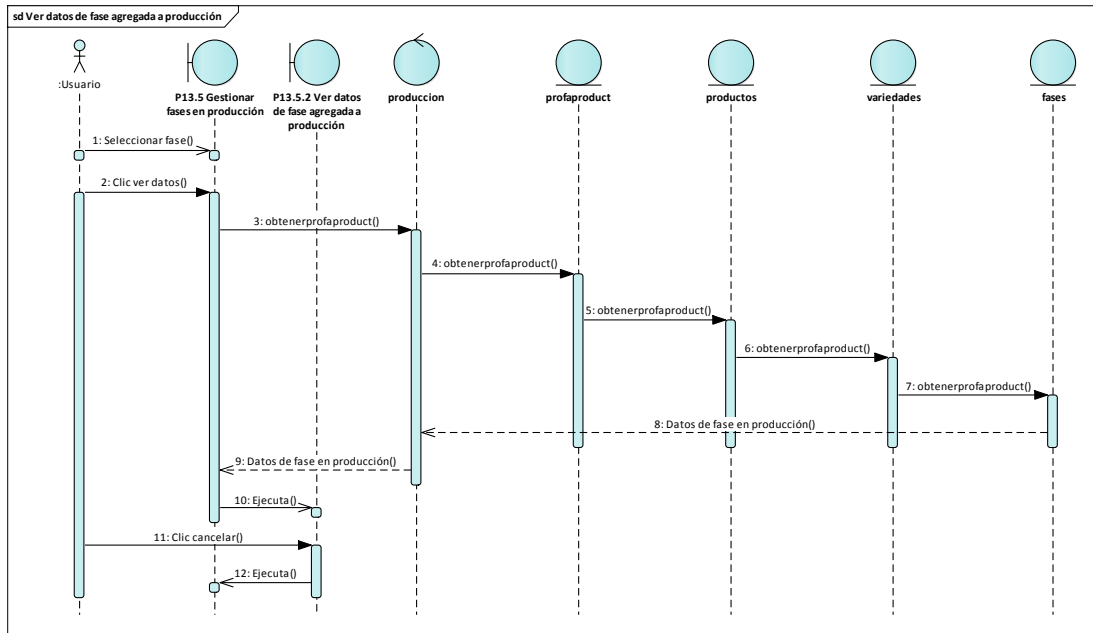 sd Ver datos de fase agregada a producción
:Usuario
P13.5 Gestionar
fases en producción
P13.5.2 Ver datos
de fase agregada a
producción
produccion
profaproduct
productos
variedades
fases
1: Seleccionar fase()
2: Clic ver datos()
3: obtenerprofaproduct()
4: obtenerprofaproduct()
5: obtenerprofaproduct()
6: obtenerprofaproduct()
7: obtenerprofaproduct()
8: Datos de fase en producción()
9: Datos de fase en producción()
10: Ejecuta()
11: Clic cancelar()
12: Ejecuta()